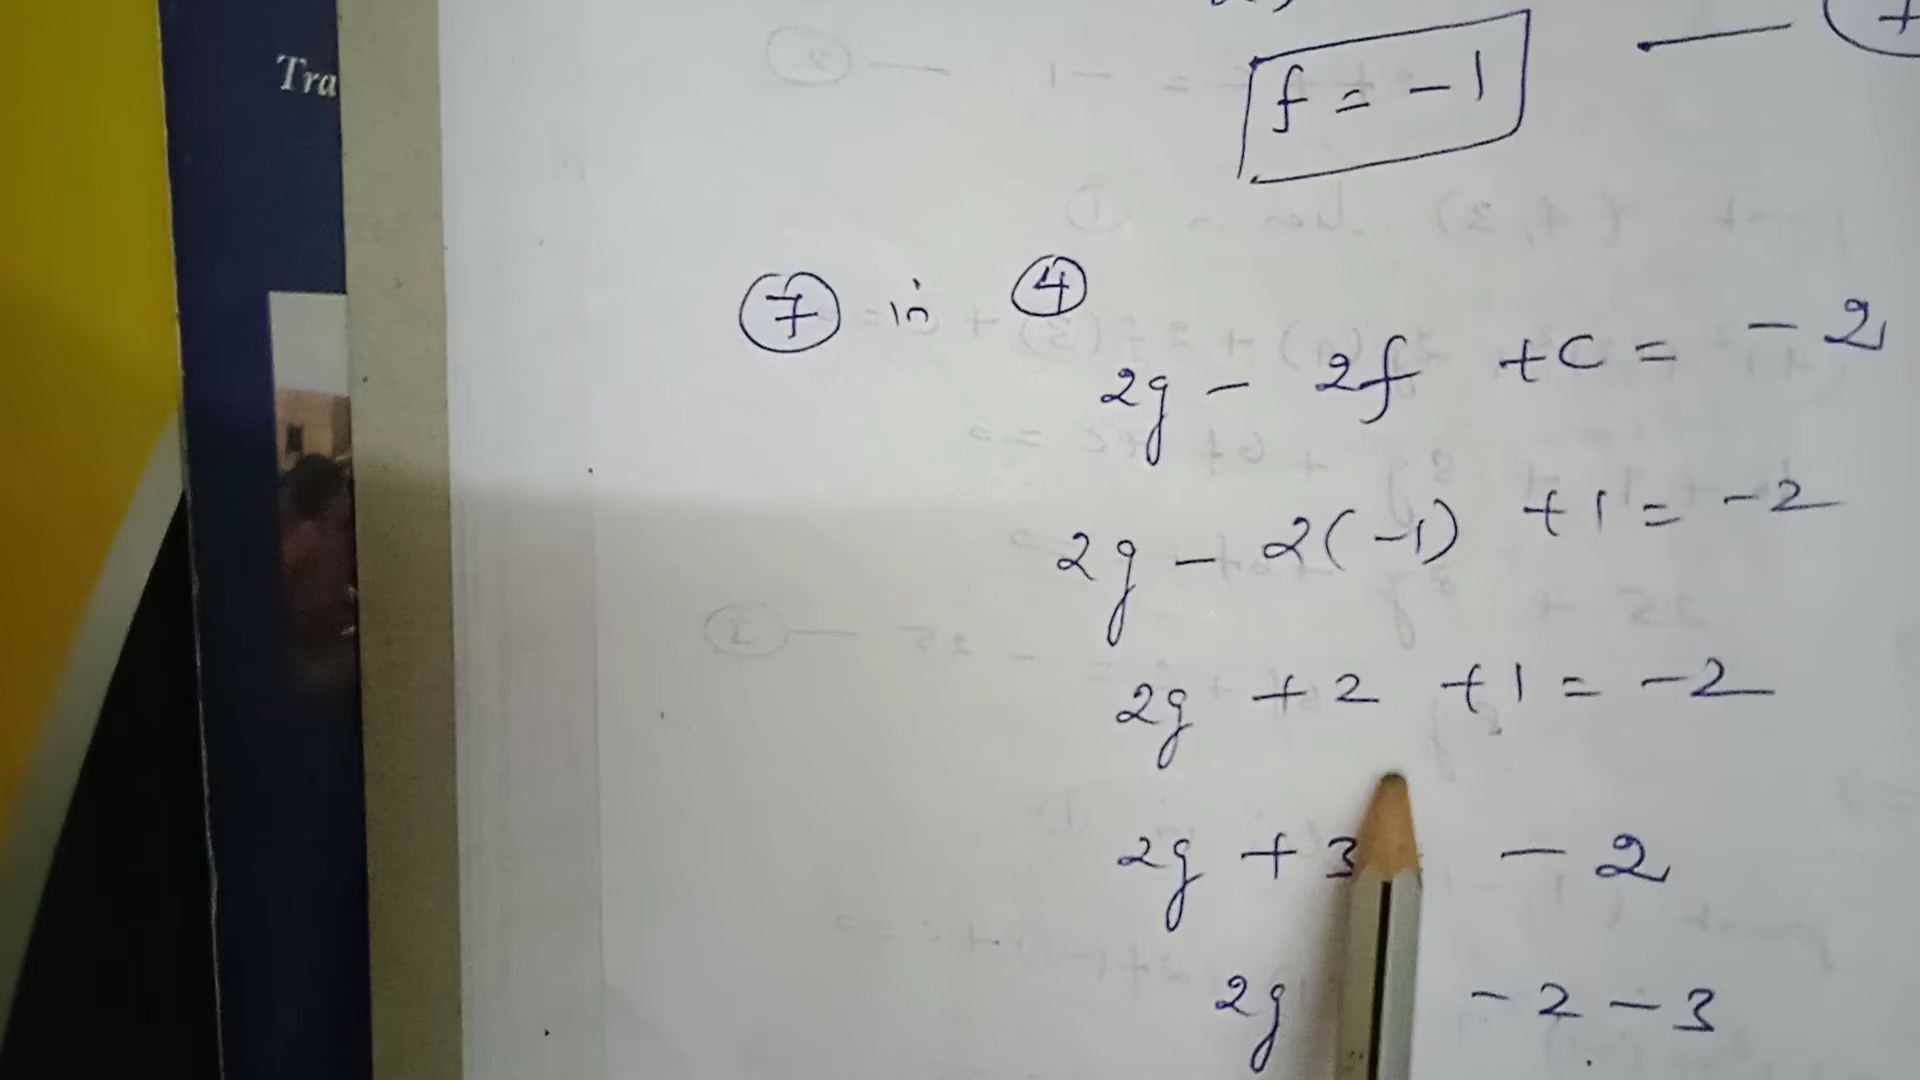 Tra
f = - 1
7 in 4
2g - 2f + c = - 2
2g - 2(-1) + 1 = -2
2g + 2 + 1 = -2
2g + 3 - 2
2g - 2 - 3